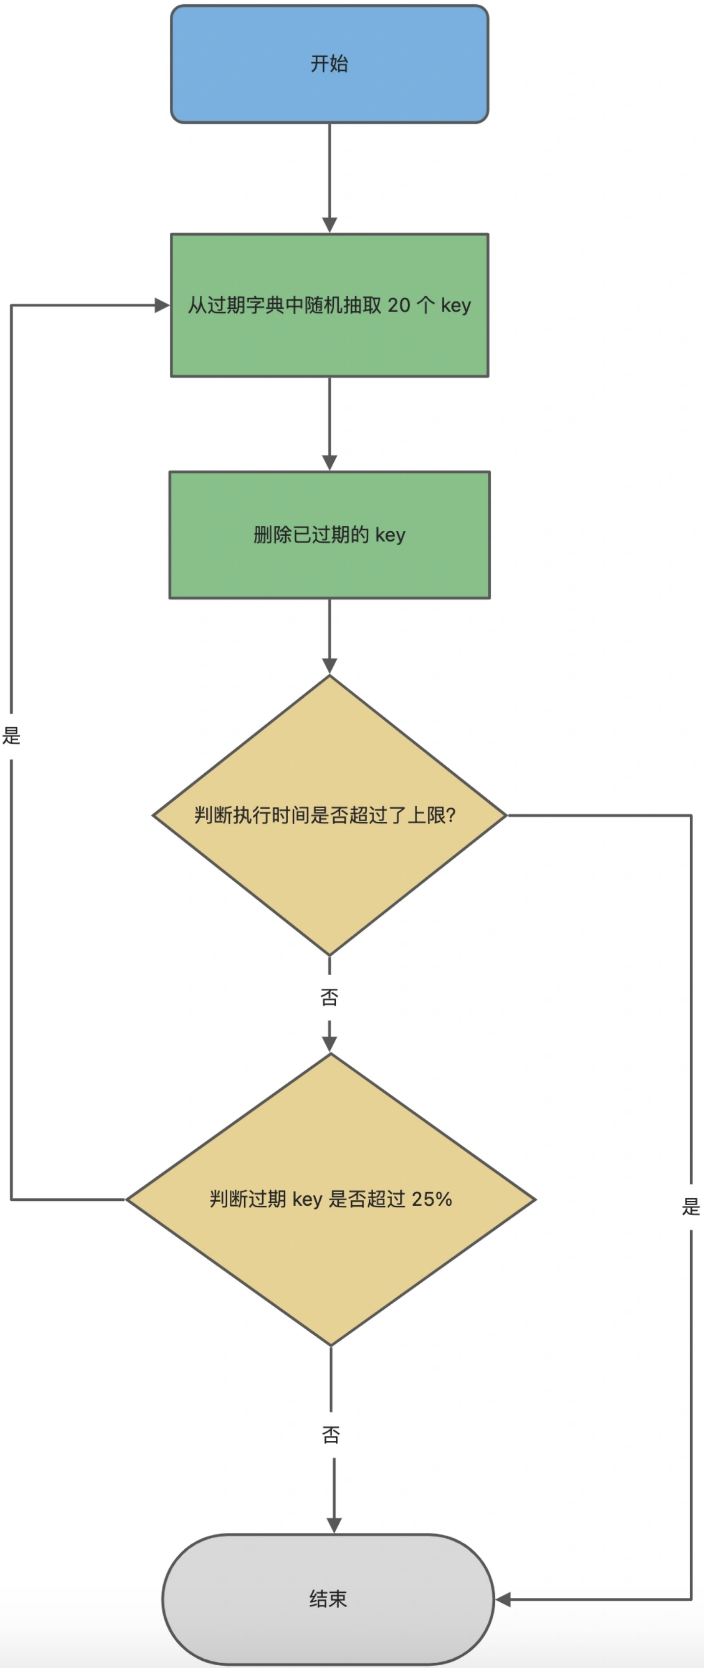 开始
从过期字典中随机抽取 20 个 key
删除已过期的 key
是
判断执行时间是否超过了上限?
否
判断过期 key 是否超过 25%
是
否
结束